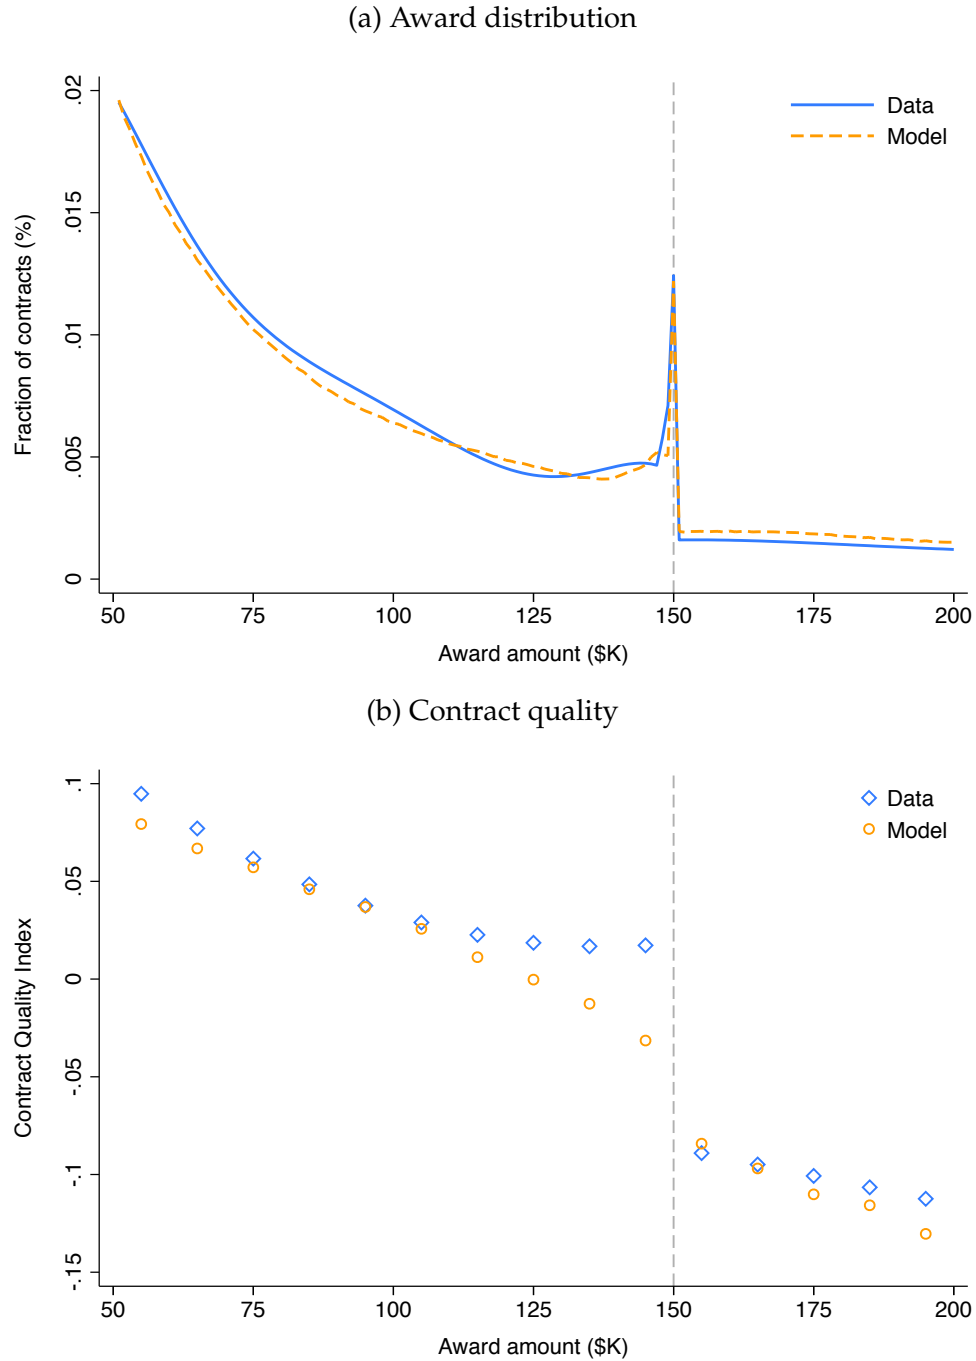 (a) Award distribution
Data
Model
Fraction of contracts (%)
.02
.015
.01
.005
0
50 75 100 125 150 175 200
Award amount ($K)
(b) Contract quality
Data
Model
Contract Quality Index
.1
.05
0
-.05
-.1
-.15
50 75 100 125 150 175 200
Award amount ($K)